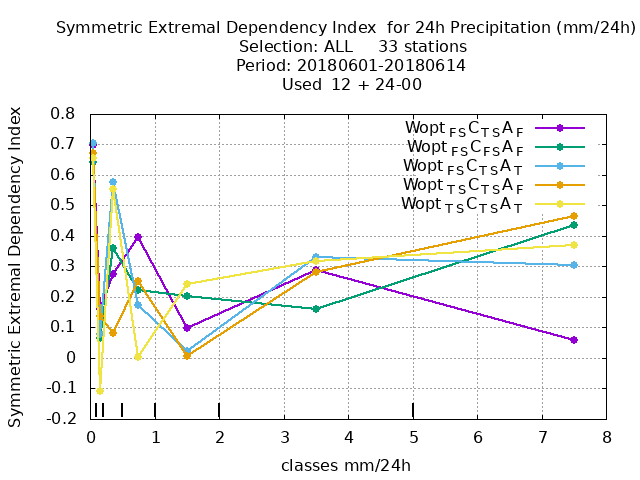 Symmetric Extremal Dependency Index  for 24h Precipitation (mm/24h)
Selection: ALL     33 stations
Period: 20180601-20180614
Used  12 + 24-00
Symmetric Extremal Dependency Index
0.8
0.7
0.6
0.5
0.4
0.3
0.2
0.1
0
-0.1
-0.2
Wopt FS C TS A F
Wopt FS C FS A F
Wopt FS C TS A T
Wopt TS C TS A F
Wopt TS C TS A T
0 1 2 3 4 5 6 7 8
classes mm/24h